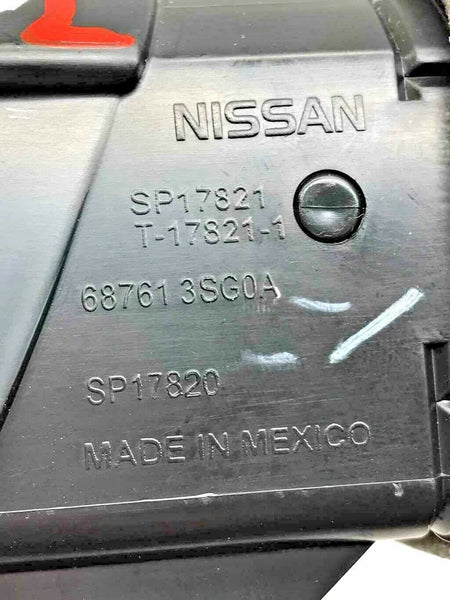 NISSAN
SP17821
T-17821-1
68761 3SG0A
SP17820
MADE IN MEXICO